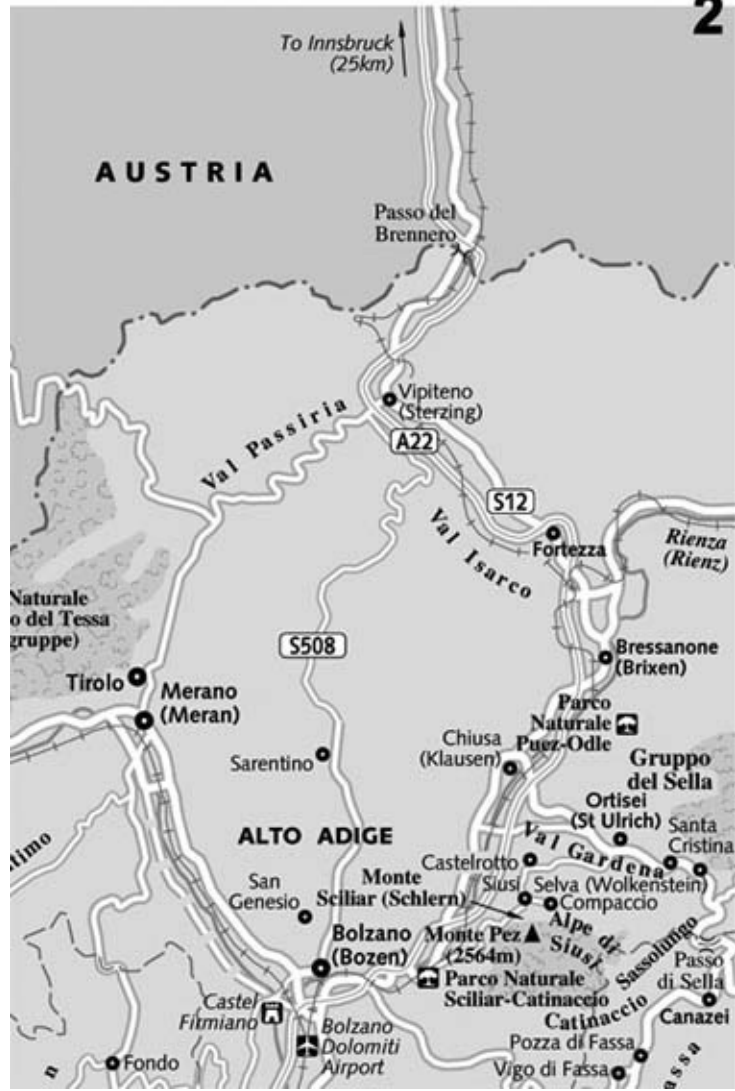 2
To Innsbruck
(25km)
AUSTRIA
Passo del
Brennero
Vipiteno
(Sterzing)
Val Passiria
A22
S12
Val Isarco
Fortezza
Rienza
(Rienz)
Naturale
o del Tessa
gruppe)
S508
Bressanone
(Brixen)
Tirolo
Merano
(Meran)
Parco
Naturale
Puez-Odle
Chiusa
(Klausen)
Sarentino
Gruppo
del Sella
Ortisei
(St Ulrich)
Santa
Cristina
ALTO ADIGE
Val Gardena
ltimo
Castelrotto
San
Genesio
Monte
Sciliar (Schlern)
Siusi
Selva (Wolkenstein)
Compaccio
Alpe di
Siusi
Bolzano
(Bozen)
Monte Pez
(2564m)
Sassolungo
Passo
di Sella
Parco Naturale
Sciliar-Catinaccio
Catinaccio
Canazei
Castel
Firmiano
Bolzano
Dolomiti
Airport
Pozza di Fassa
Vigo di Fassa
Fondo
n
essa